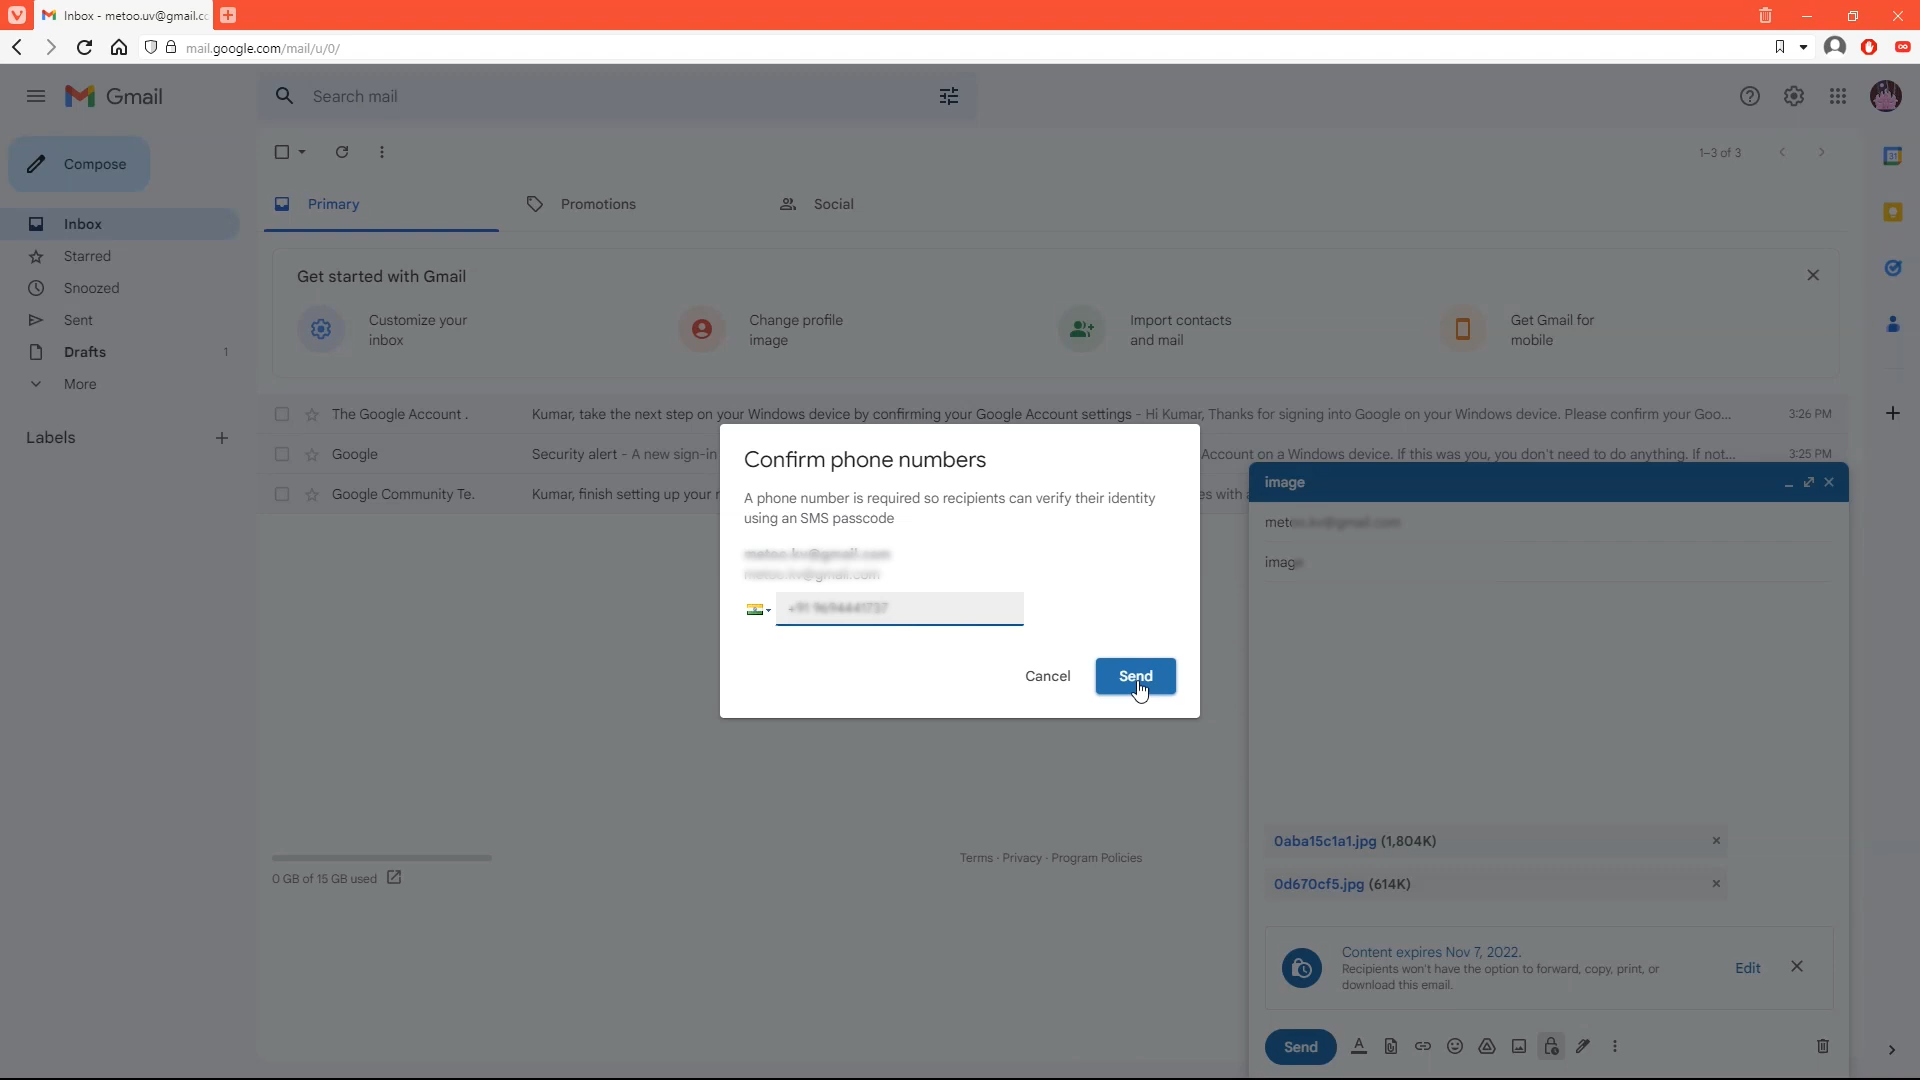 Inbox - metoo.uv@gmail.cc
mail.google.com/mail/u/0/
Gmail
Search mail
Compose
1–3 of 3
Primary
Promotions
Social
Inbox
Starred
Snoozed
Sent
Drafts 1
More
Labels
Get started with Gmail
Customize your
inbox
Change profile
image
Import contacts
and mail
Get Gmail for
mobile
The Google Account . Kumar, take the next step on your Windows device by confirming your Google Account settings - Hi Kumar, Thanks for signing into Google on your Windows device. Please confirm your Goo... 3:26 PM
Google Security alert - A new sign-in Account on a Windows device. If this was you, you don't need to do anything. If not... 3:25 PM
Google Community Te. Kumar, finish setting up your es with
Confirm phone numbers
A phone number is required so recipients can verify their identity
using an SMS passcode
Cancel
Send
image
image
0aba15c1a1.jpg (1,804K)
0d670cf5.jpg (614K)
Content expires Nov 7, 2022.
Recipients won't have the option to forward, copy, print, or
download this email.
Edit
Send
0 GB of 15 GB used
Terms · Privacy · Program Policies
31